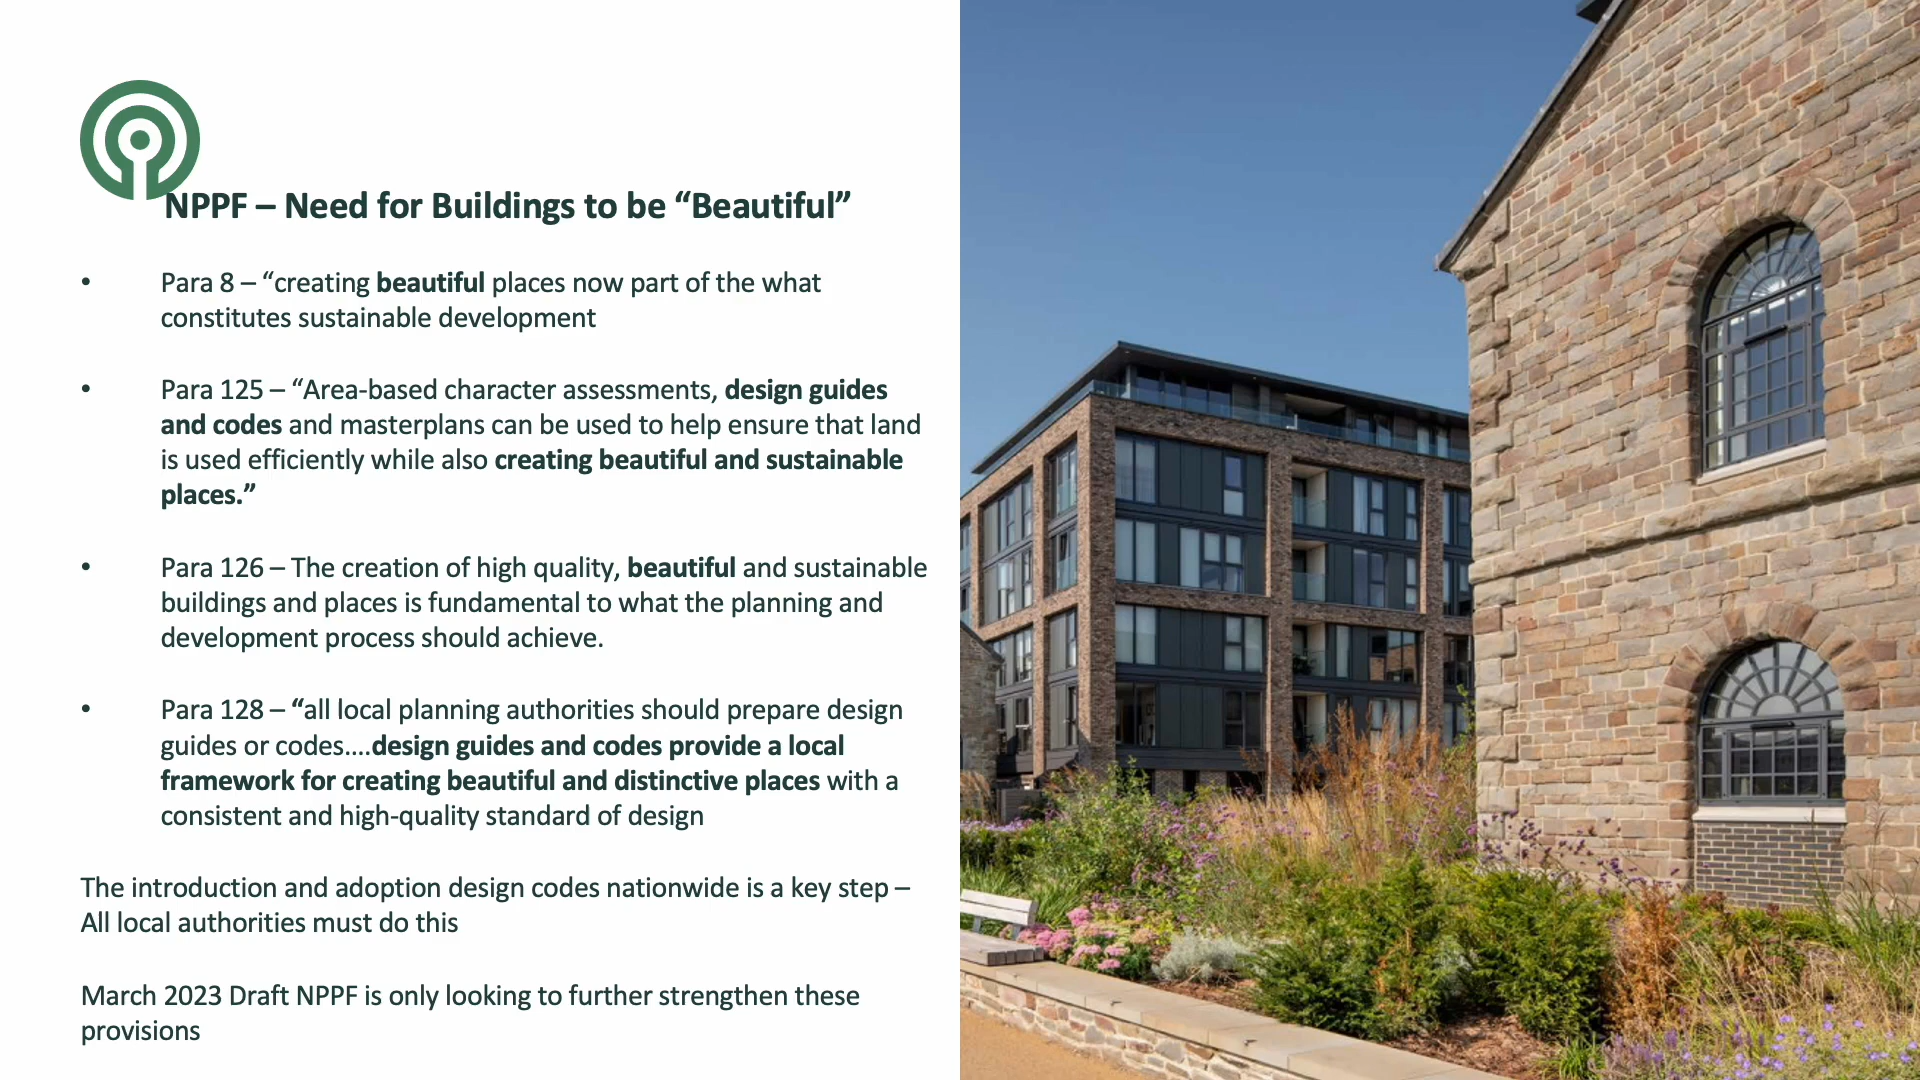 NPPF – Need for Buildings to be “Beautiful”
• Para 8 – “creating beautiful places now part of the what
constitutes sustainable development
• Para 125 – “Area-based character assessments, design guides
and codes and masterplans can be used to help ensure that land
is used efficiently while also creating beautiful and sustainable
places.”
• Para 126 – The creation of high quality, beautiful and sustainable
buildings and places is fundamental to what the planning and
development process should achieve.
• Para 128 – “all local planning authorities should prepare design
guides or codes....design guides and codes provide a local
framework for creating beautiful and distinctive places with a
consistent and high-quality standard of design
The introduction and adoption design codes nationwide is a key step –
All local authorities must do this
March 2023 Draft NPPF is only looking to further strengthen these
provisions